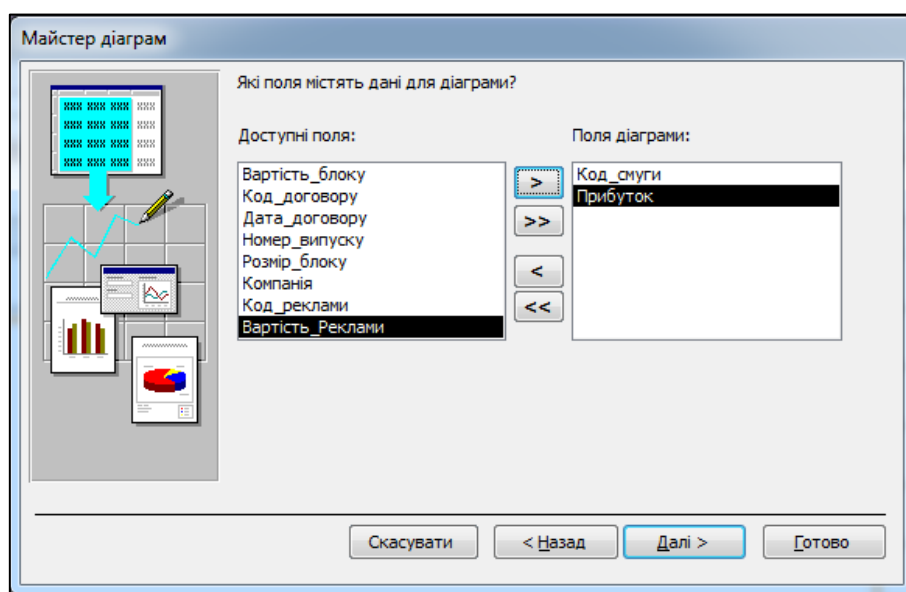 Майстер діаграм
Які поля містять дані для діаграми?
Доступні поля:
Поля діаграми:
Вартість_блоку
Код_договору
Дата_договору
Номер_випуску
Розмір_блоку
Компанія
Код_реклами
Вартість_Реклами
>
>>
<
<<
Код_смуги
Прибуток
Скасувати
< Назад
Далі >
Готово